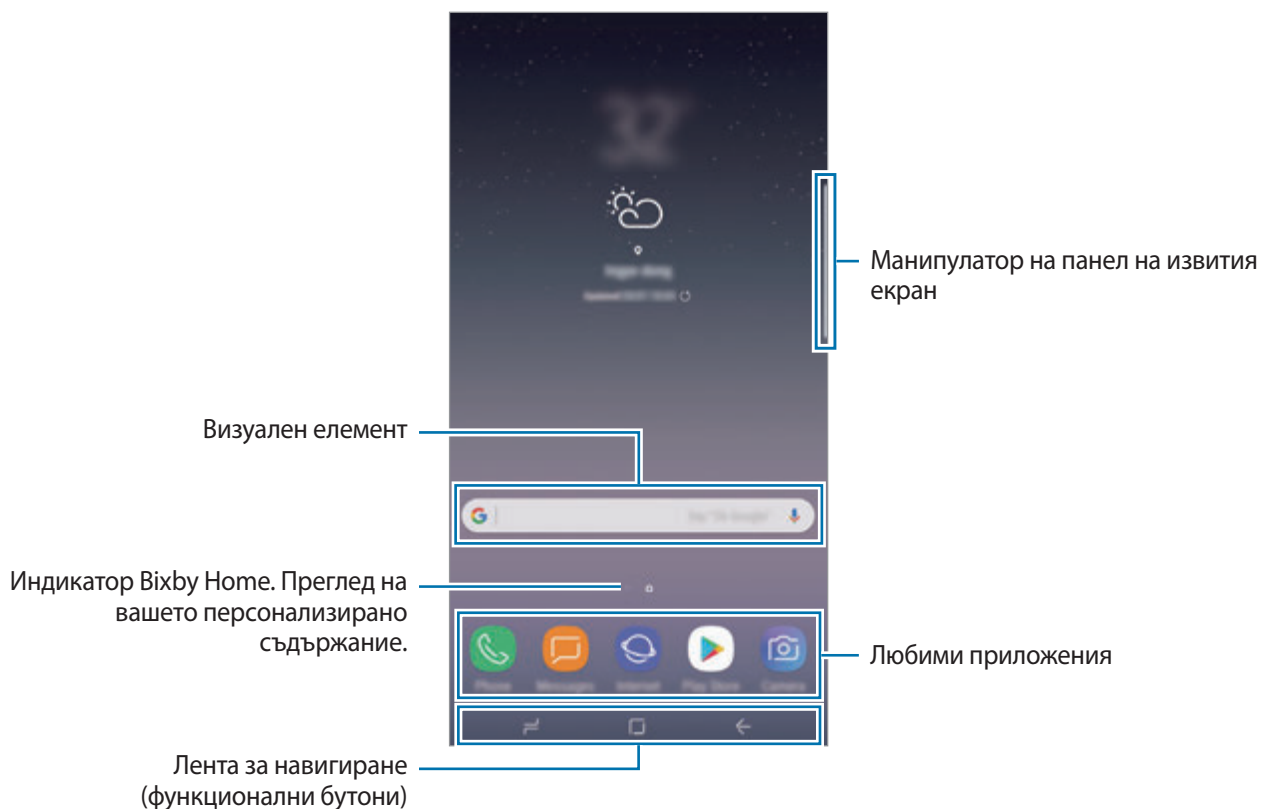 Манипулатор на панел на извития
екран
Визуален елемент
G
Индикатор Bixby Home. Преглед на
вашето персонализирано
съдържание.
Phone Messages Internet Play Store Camera
Любими приложения
Лента за навигиране
(функционални бутони)